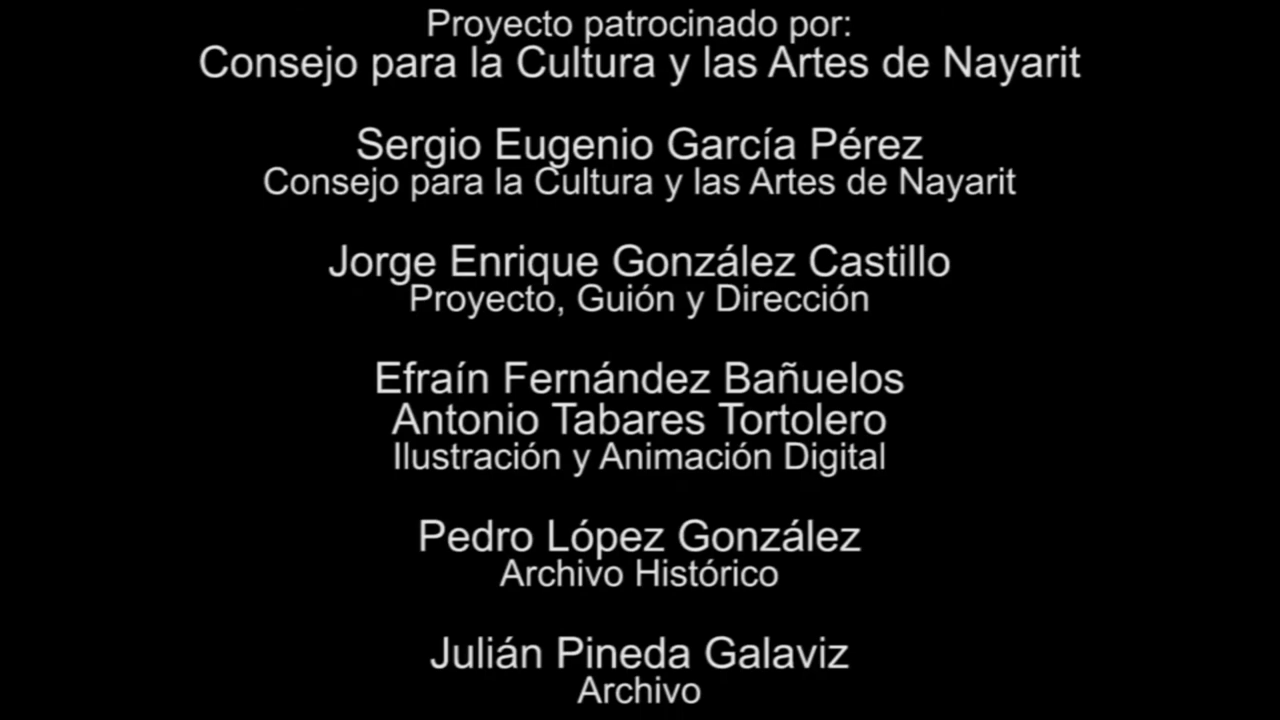 Proyecto patrocinado por:
Consejo para la Cultura y las Artes de Nayarit
Sergio Eugenio García Pérez
Consejo para la Cultura y las Artes de Nayarit
Jorge Enrique González Castillo
Proyecto, Guión y Dirección
Efraín Fernández Bañuelos
Antonio Tabares Tortolero
Ilustración y Animación Digital
Pedro López González
Archivo Histórico
Julián Pineda Galaviz
Archivo